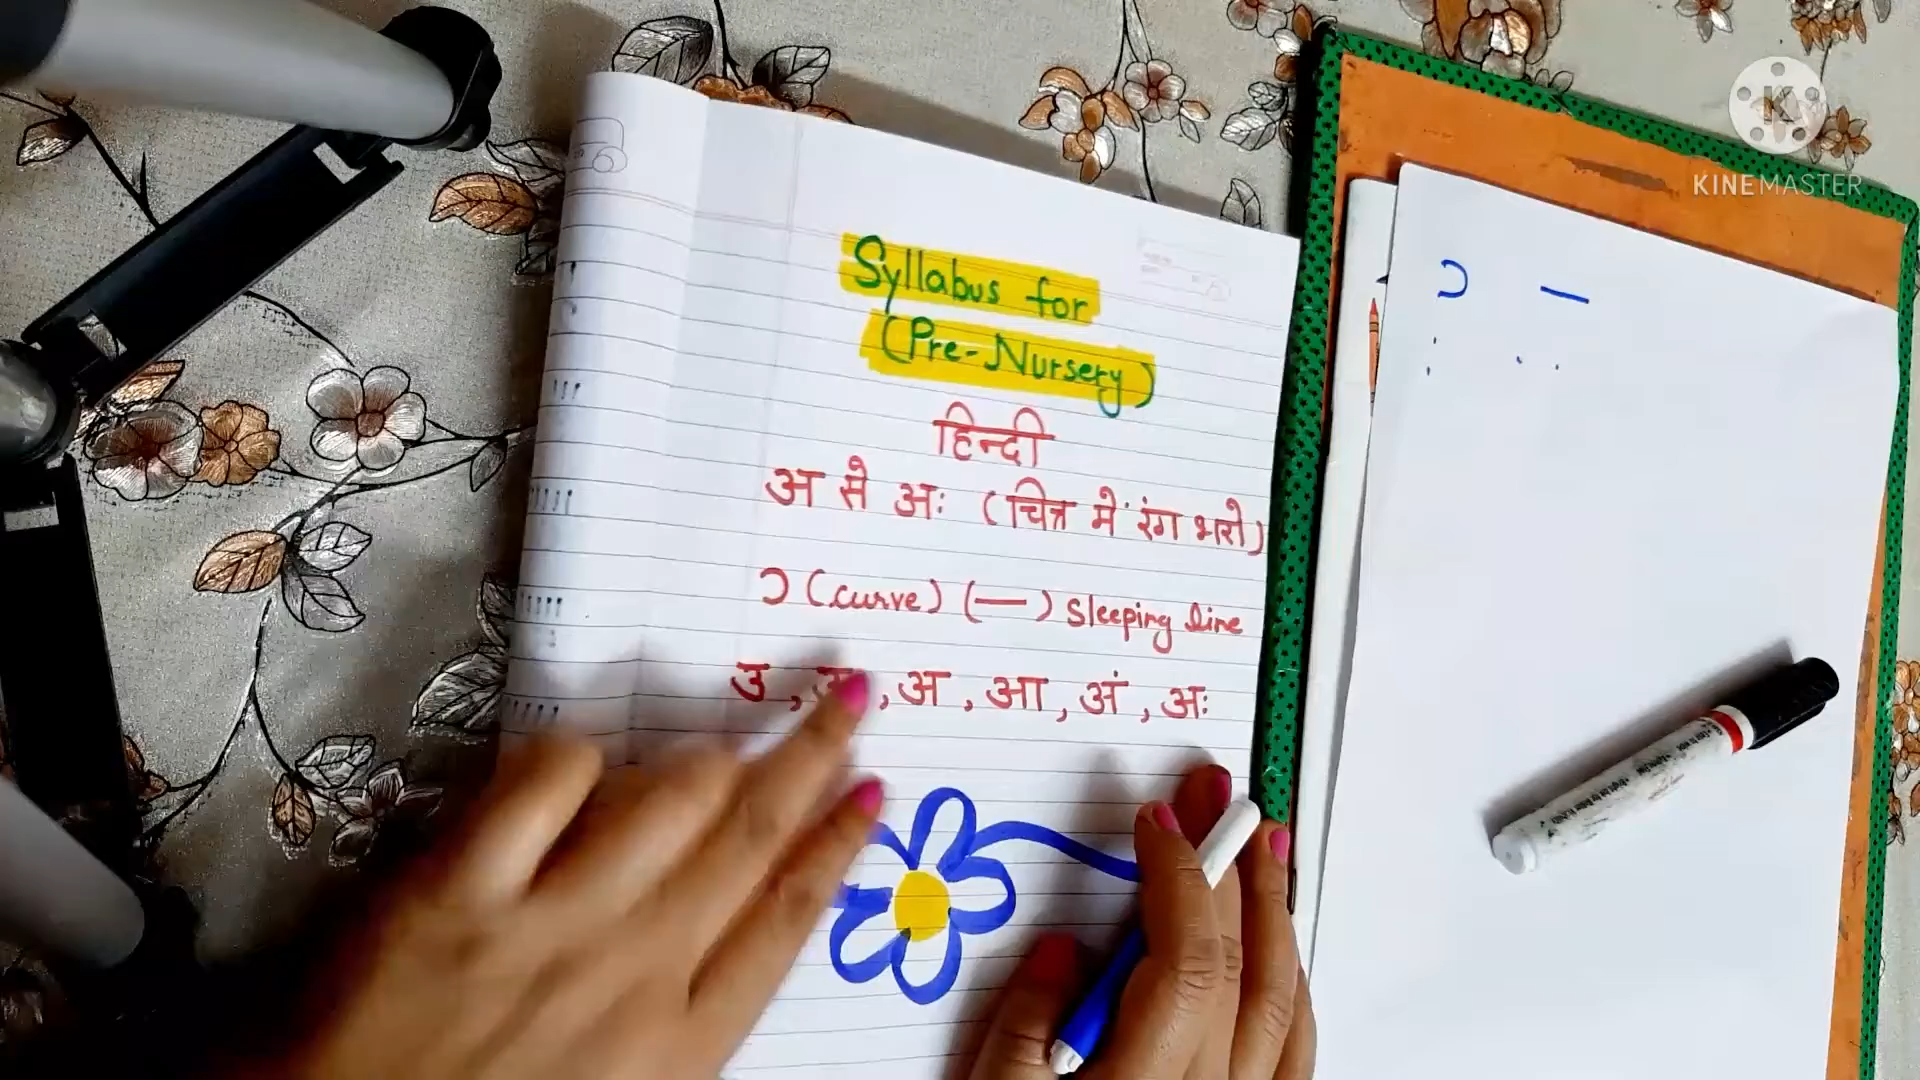 Syllabus for
(Pre-Nursery)
हिन्दी
अ से अः (चित्र में रंग भरो)
(curve) (—) Sleeping line
उ, , अ, आ, अं, अः
KINEMASTER